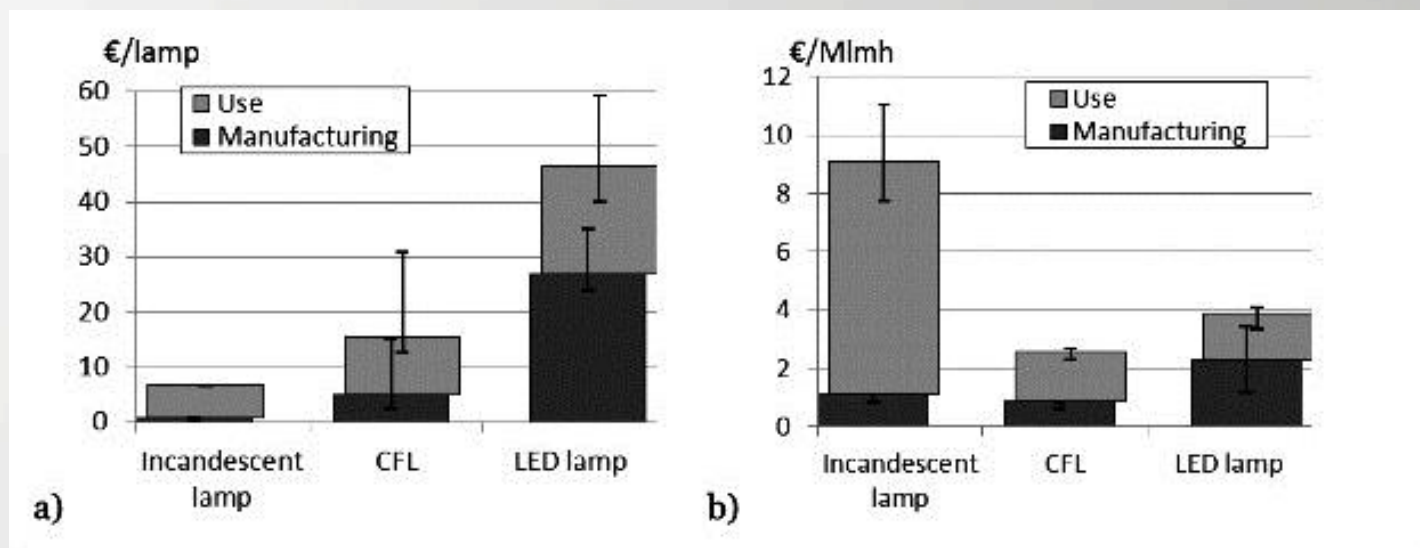 €/lamp
60
50
40
30
20
10
0
Use
Manufacturing
Incandescent
lamp
CFL
LED lamp
a)
€/Mlmh
12
10
8
6
4
2
0
Use
Manufacturing
Incandescent
lamp
CFL
LED lamp
b)